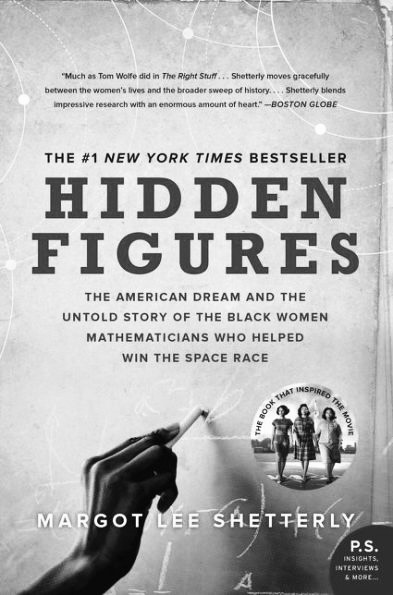 "Much as Tom Wolfe did in The Right Stuff . . . Shetterly moves gracefully
between the women's lives and the broader sweep of history. . . . Shetterly blends
impressive research with an enormous amount of heart." —BOSTON GLOBE
THE #1 NEW YORK TIMES BESTSELLER
HIDDEN
FIGURES
THE AMERICAN DREAM AND THE
UNTOLD STORY OF THE BLACK WOMEN
MATHEMATICIANS WHO HELPED
WIN THE SPACE RACE
THE BOOK THAT INSPIRED THE MOVIE
MARGOT LEE SHETTERLY
P.S.
INSIGHTS,
INTERVIEWS
& MORE...